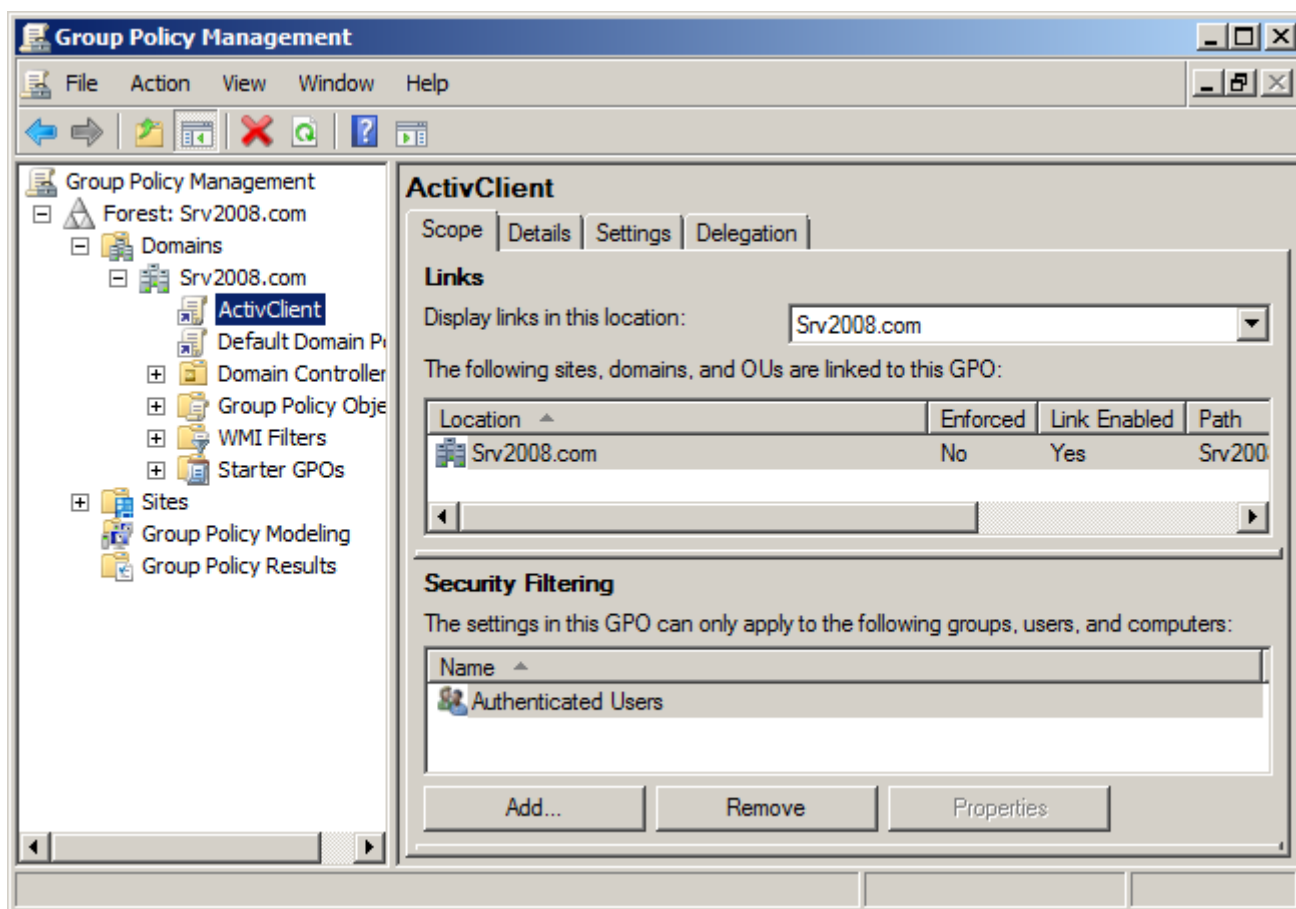 Group Policy Management
File Action View Window Help
Group Policy Management
Forest: Srv2008.com
Domains
Srv2008.com
ActivClient
Default Domain P
Domain Controller
Group Policy Obje
WMI Filters
Starter GPOs
Sites
Group Policy Modeling
Group Policy Results
ActivClient
Scope Details Settings Delegation
Links
Display links in this location: Srv2008.com
The following sites, domains, and OUs are linked to this GPO:
Location Enforced Link Enabled Path
Srv2008.com No Yes Srv200
Security Filtering
The settings in this GPO can only apply to the following groups, users, and computers:
Name
Authenticated Users
Add... Remove Properties